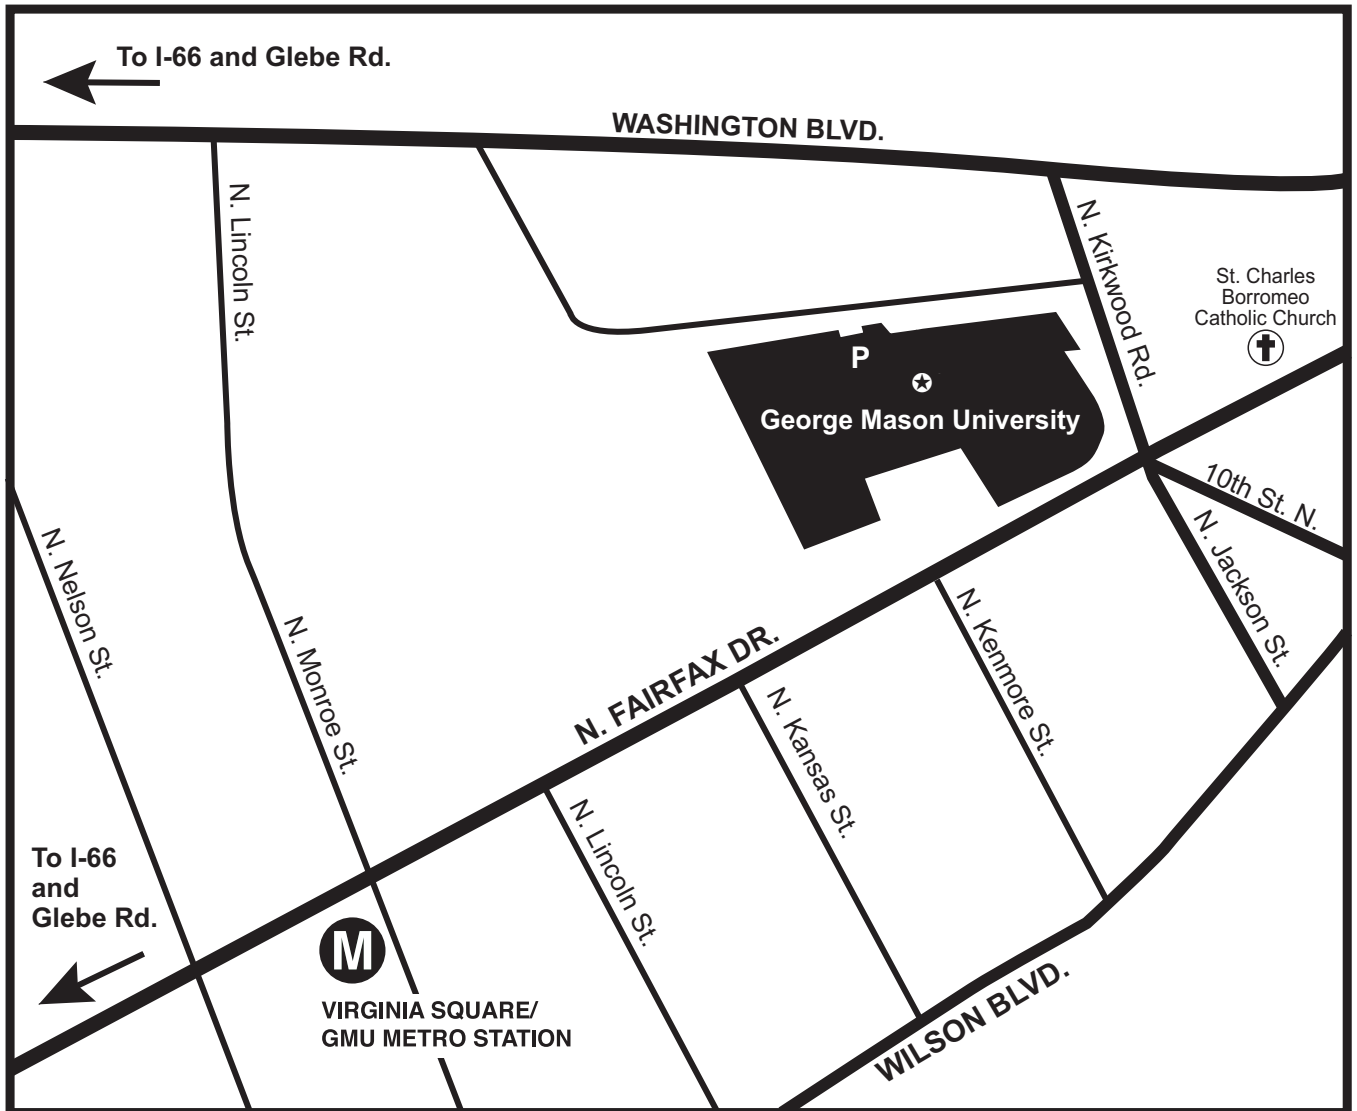 To I-66 and Glebe Rd.
WASHINGTON BLVD.
N. Lincoln St.
N. Kirkwood Rd.
St. Charles
Borromeo
Catholic Church
P
George Mason University
10th St. N.
N. Jackson St.
N. Nelson St.
N. Monroe St.
N. FAIRFAX DR.
N. Kenmore St.
N. Kansas St.
N. Lincoln St.
To I-66
and
Glebe Rd.
M
VIRGINIA SQUARE/
GMU METRO STATION
WILSON BLVD.